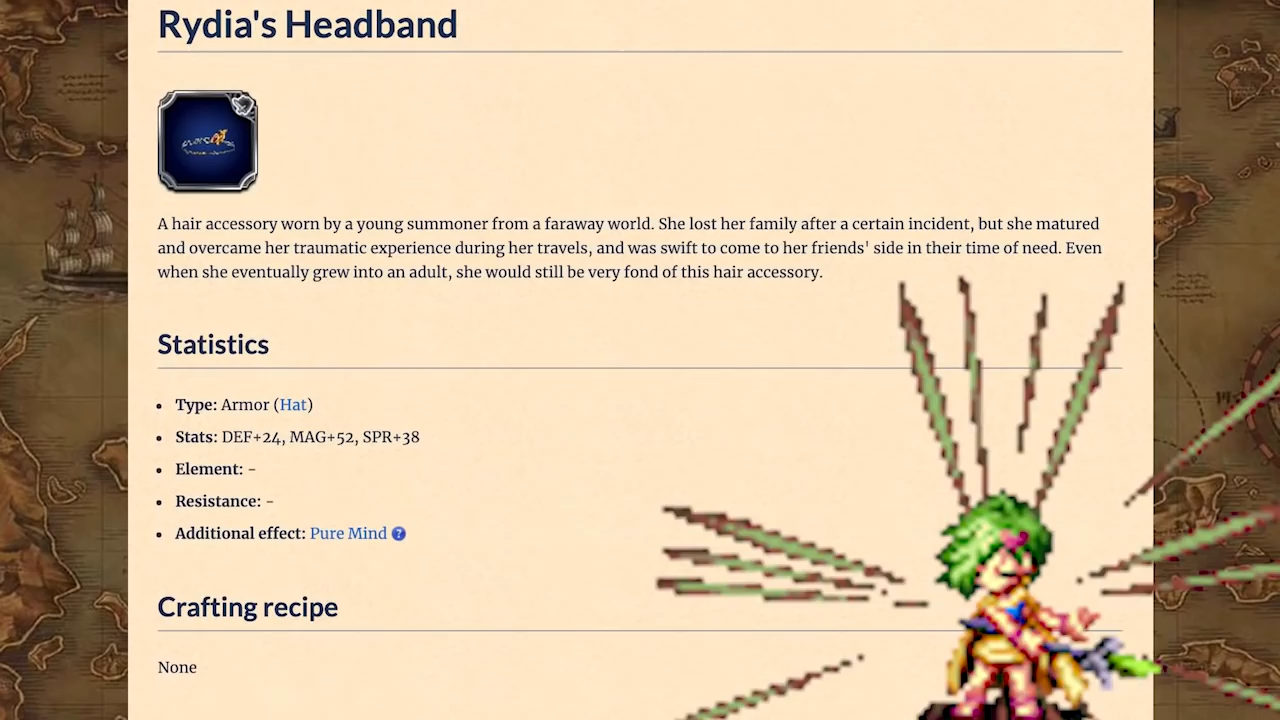 Rydia's Headband
A hair accessory worn by a young summoner from a faraway world. She lost her family after a certain incident, but she matured
and overcame her traumatic experience during her travels, and was swift to come to her friends' side in their time of need. Even
when she eventually grew into an adult, she would still be very fond of this hair accessory.
Statistics
• Type: Armor (Hat)
• Stats: DEF+24, MAG+52, SPR+38
• Element: -
• Resistance: -
• Additional effect: Pure Mind ?
Crafting recipe
None